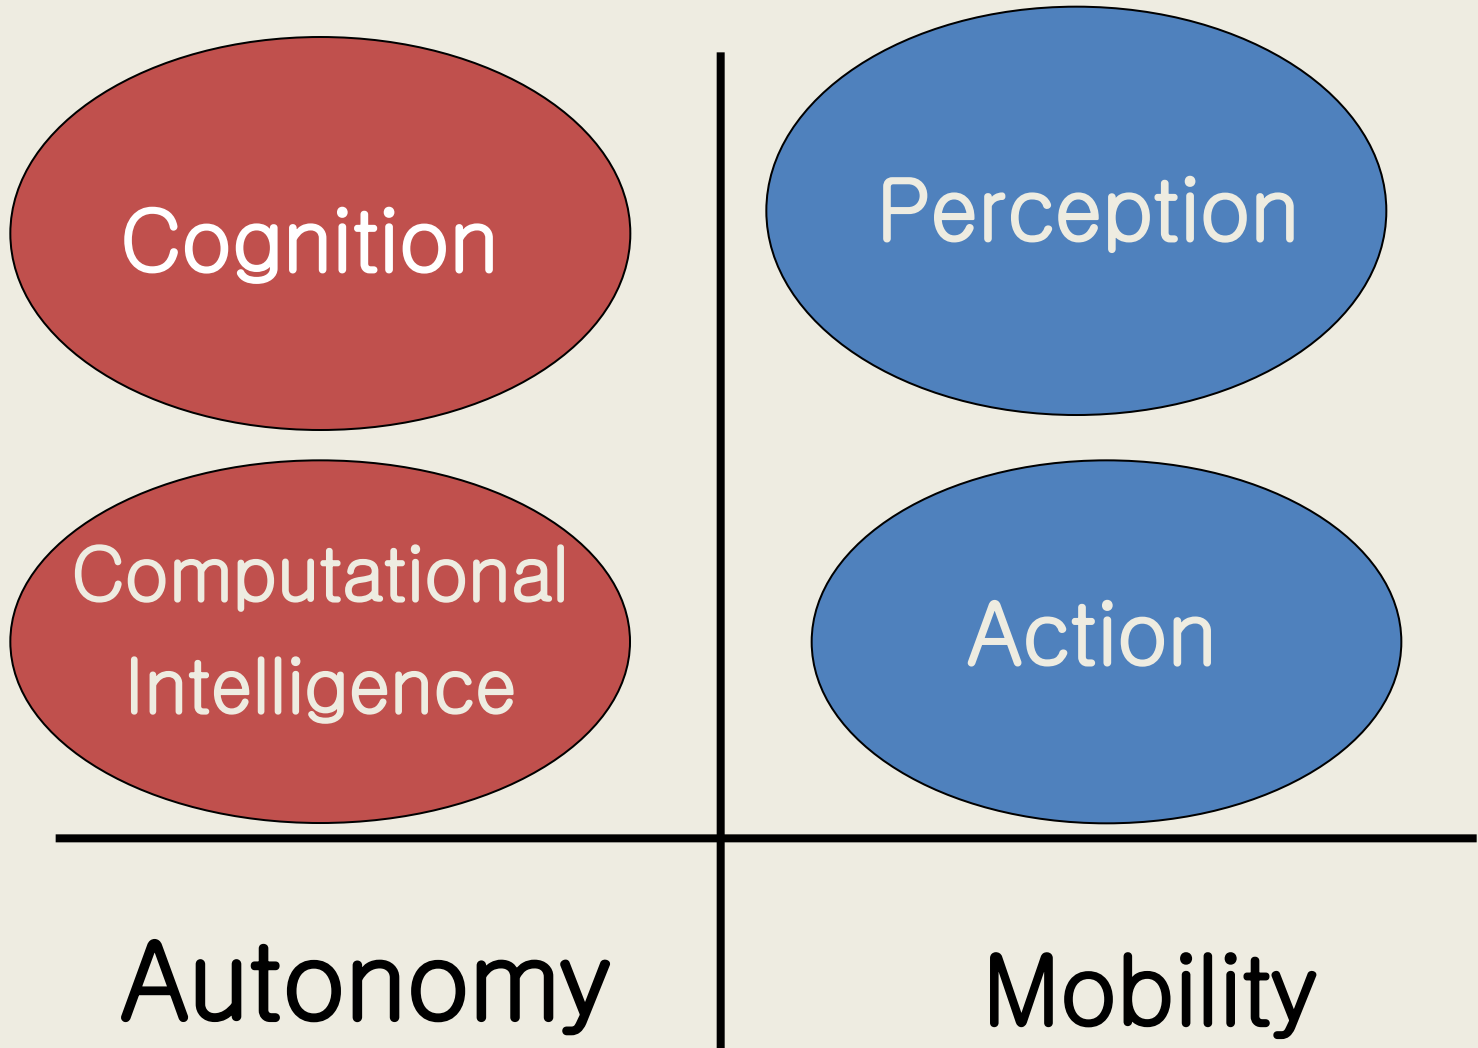 Cognition
Computational
Intelligence
Autonomy
Perception
Action
Mobility